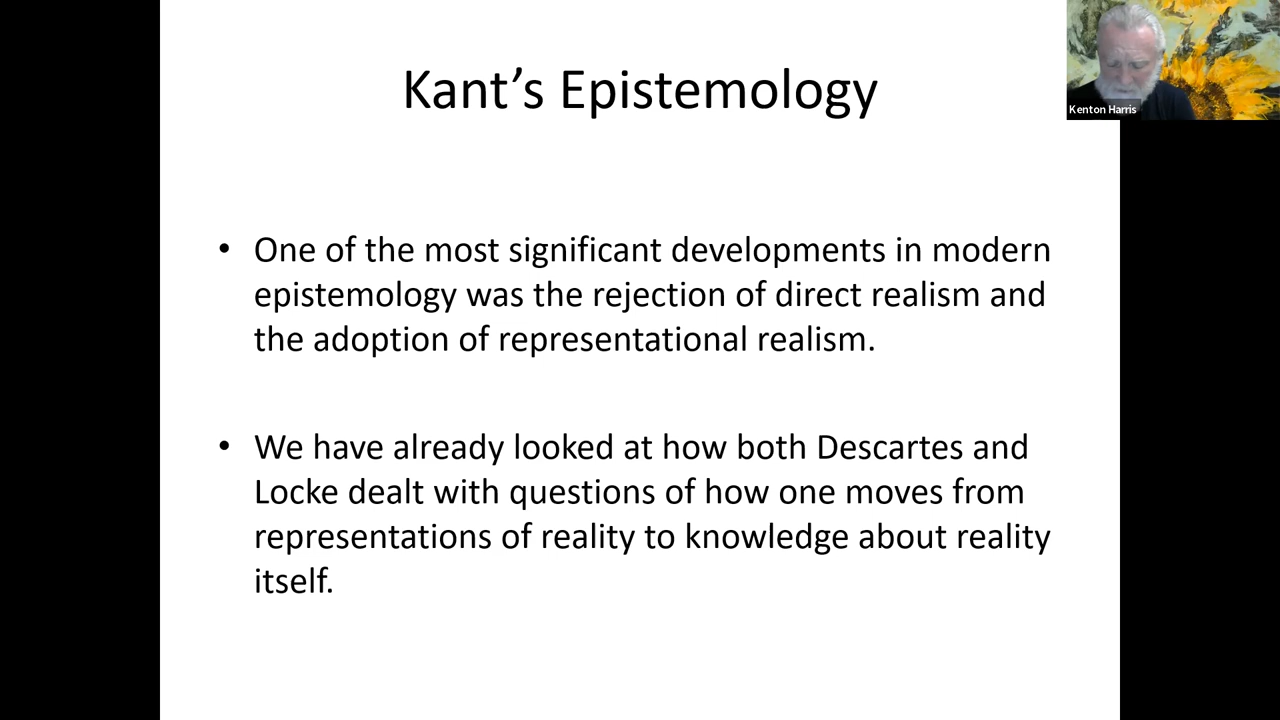 Kant’s Epistemology
Kenton Harris
• One of the most significant developments in modern
epistemology was the rejection of direct realism and
the adoption of representational realism.
• We have already looked at how both Descartes and
Locke dealt with questions of how one moves from
representations of reality to knowledge about reality
itself.